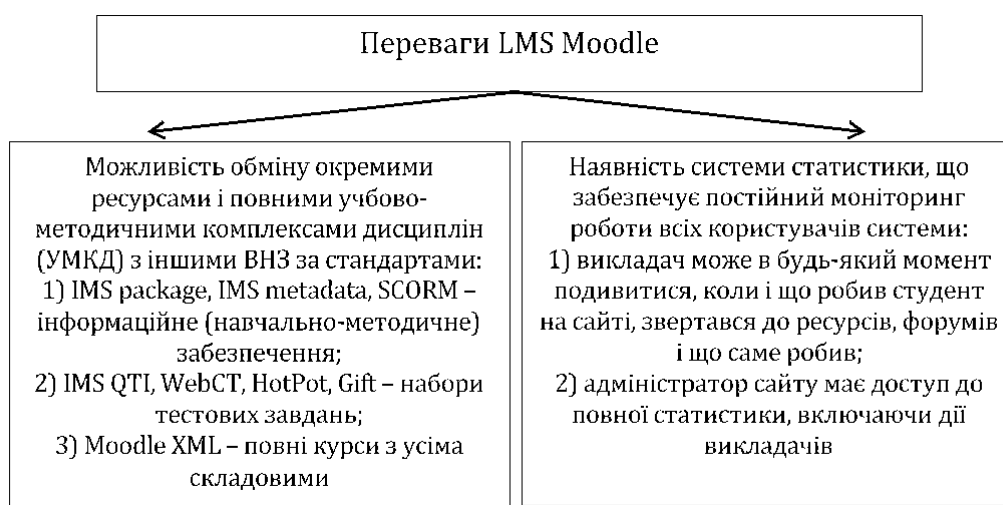 Переваги LMS Moodle
Можливість обміну окремими
ресурсами і повними учбово-
методичними комплексами дисциплін
(УМКД) з іншими ВНЗ за стандартами:
1) IMS package, IMS metadata, SCORM –
інформаційне (навчально-методичне)
забезпечення;
2) IMS QTI, WebCT, HotPot, Gift – набори
тестових завдань;
3) Moodle XML – повні курси з усіма
складовими
Наявність системи статистики, що
забезпечує постійний моніторинг
роботи всіх користувачів системи:
1) викладач може в будь-який момент
подивитися, коли і що робив студент
на сайті, звертався до ресурсів, форумів
і що саме робив;
2) адміністратор сайту має доступ до
повної статистики, включаючи дії
викладачів